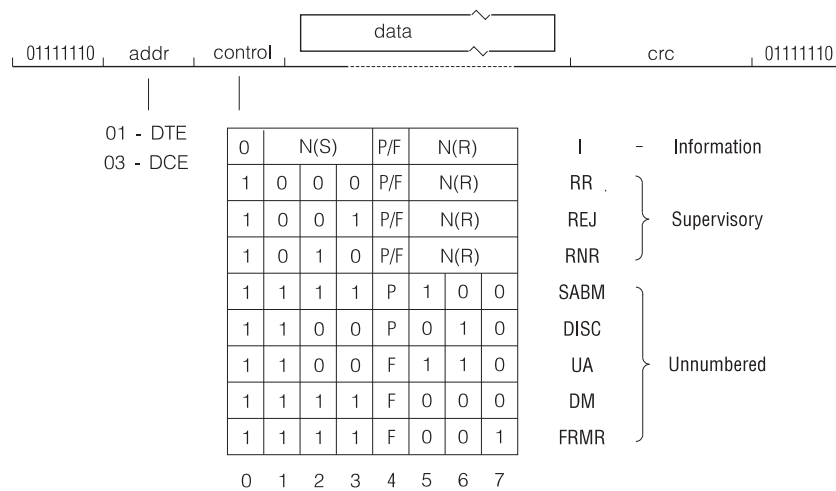 data
01111110 addr control crc 01111110
01 - DTE
03 - DCE
0 N(S) P/F N(R) I - Information
1 0 0 0 P/F N(R) RR
1 0 0 1 P/F N(R) REJ Supervisory
1 0 1 0 P/F N(R) RNR
1 1 1 1 P 1 0 0 SABM
1 1 0 0 P 0 1 0 DISC
1 1 0 0 F 1 1 0 UA Unnumbered
1 1 1 1 F 0 0 0 DM
1 1 1 1 F 0 0 1 FRMR
0 1 2 3 4 5 6 7